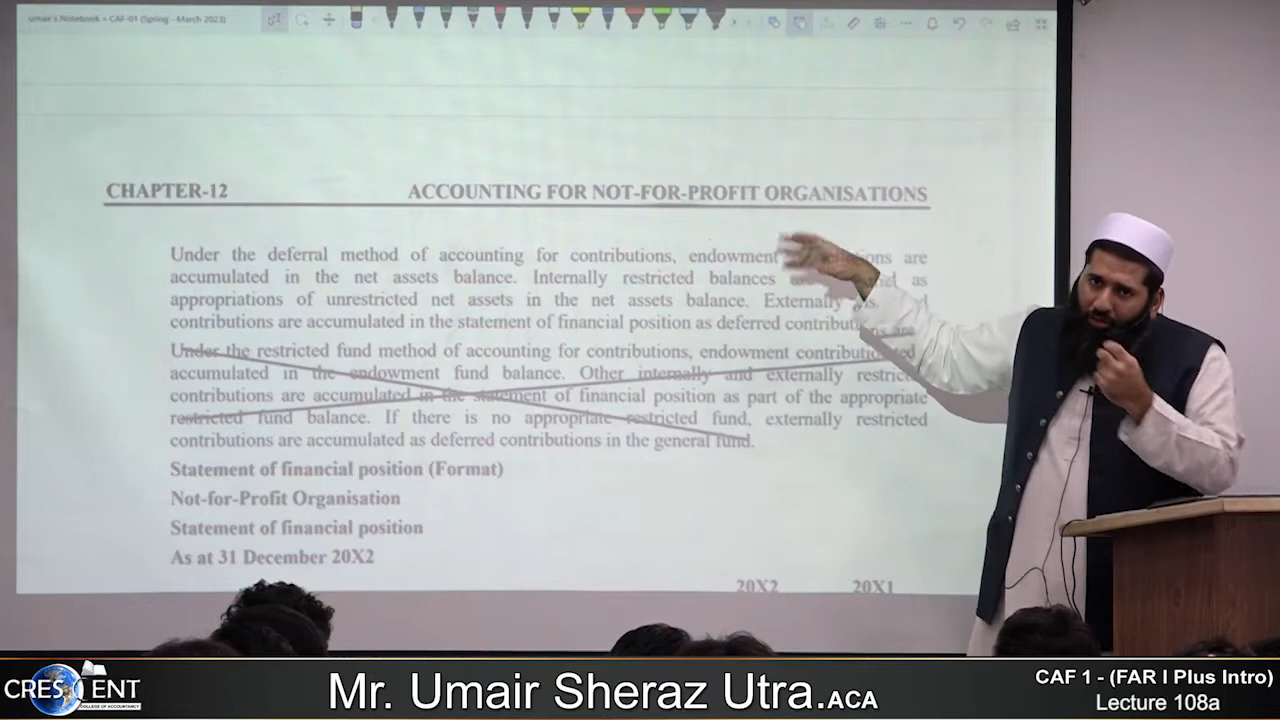 umair's Notebook » CAF-01 (Spring - March 2023)
CHAPTER-12 ACCOUNTING FOR NOT-FOR-PROFIT ORGANISATIONS
Under the deferral method of accounting for contributions, endowment are
accumulated in the net assets balance. Internally restricted balances as
appropriations of unrestricted net assets in the net assets balance. Externally
contributions are accumulated in the statement of financial position as deferred
Under the restricted fund method of accounting for contributions, endowment
accumulated in the endowment fund balance. Other internally and externally
contributions are accumulated in the statement of financial position as part of the appropriate
restricted fund balance. If there is no appropriate restricted fund, externally restricted
contributions are accumulated as deferred contributions in the general fund.
Statement of financial position (Format)
Not-for-Profit Organisation
Statement of financial position
As at 31 December 20X2
20X2 20X1
CRESCENT
COLLEGE OF ACCOUNTANCY
Mr. Umair Sheraz Utra.ACA
CAF 1 - (FAR I Plus Intro)
Lecture 108a